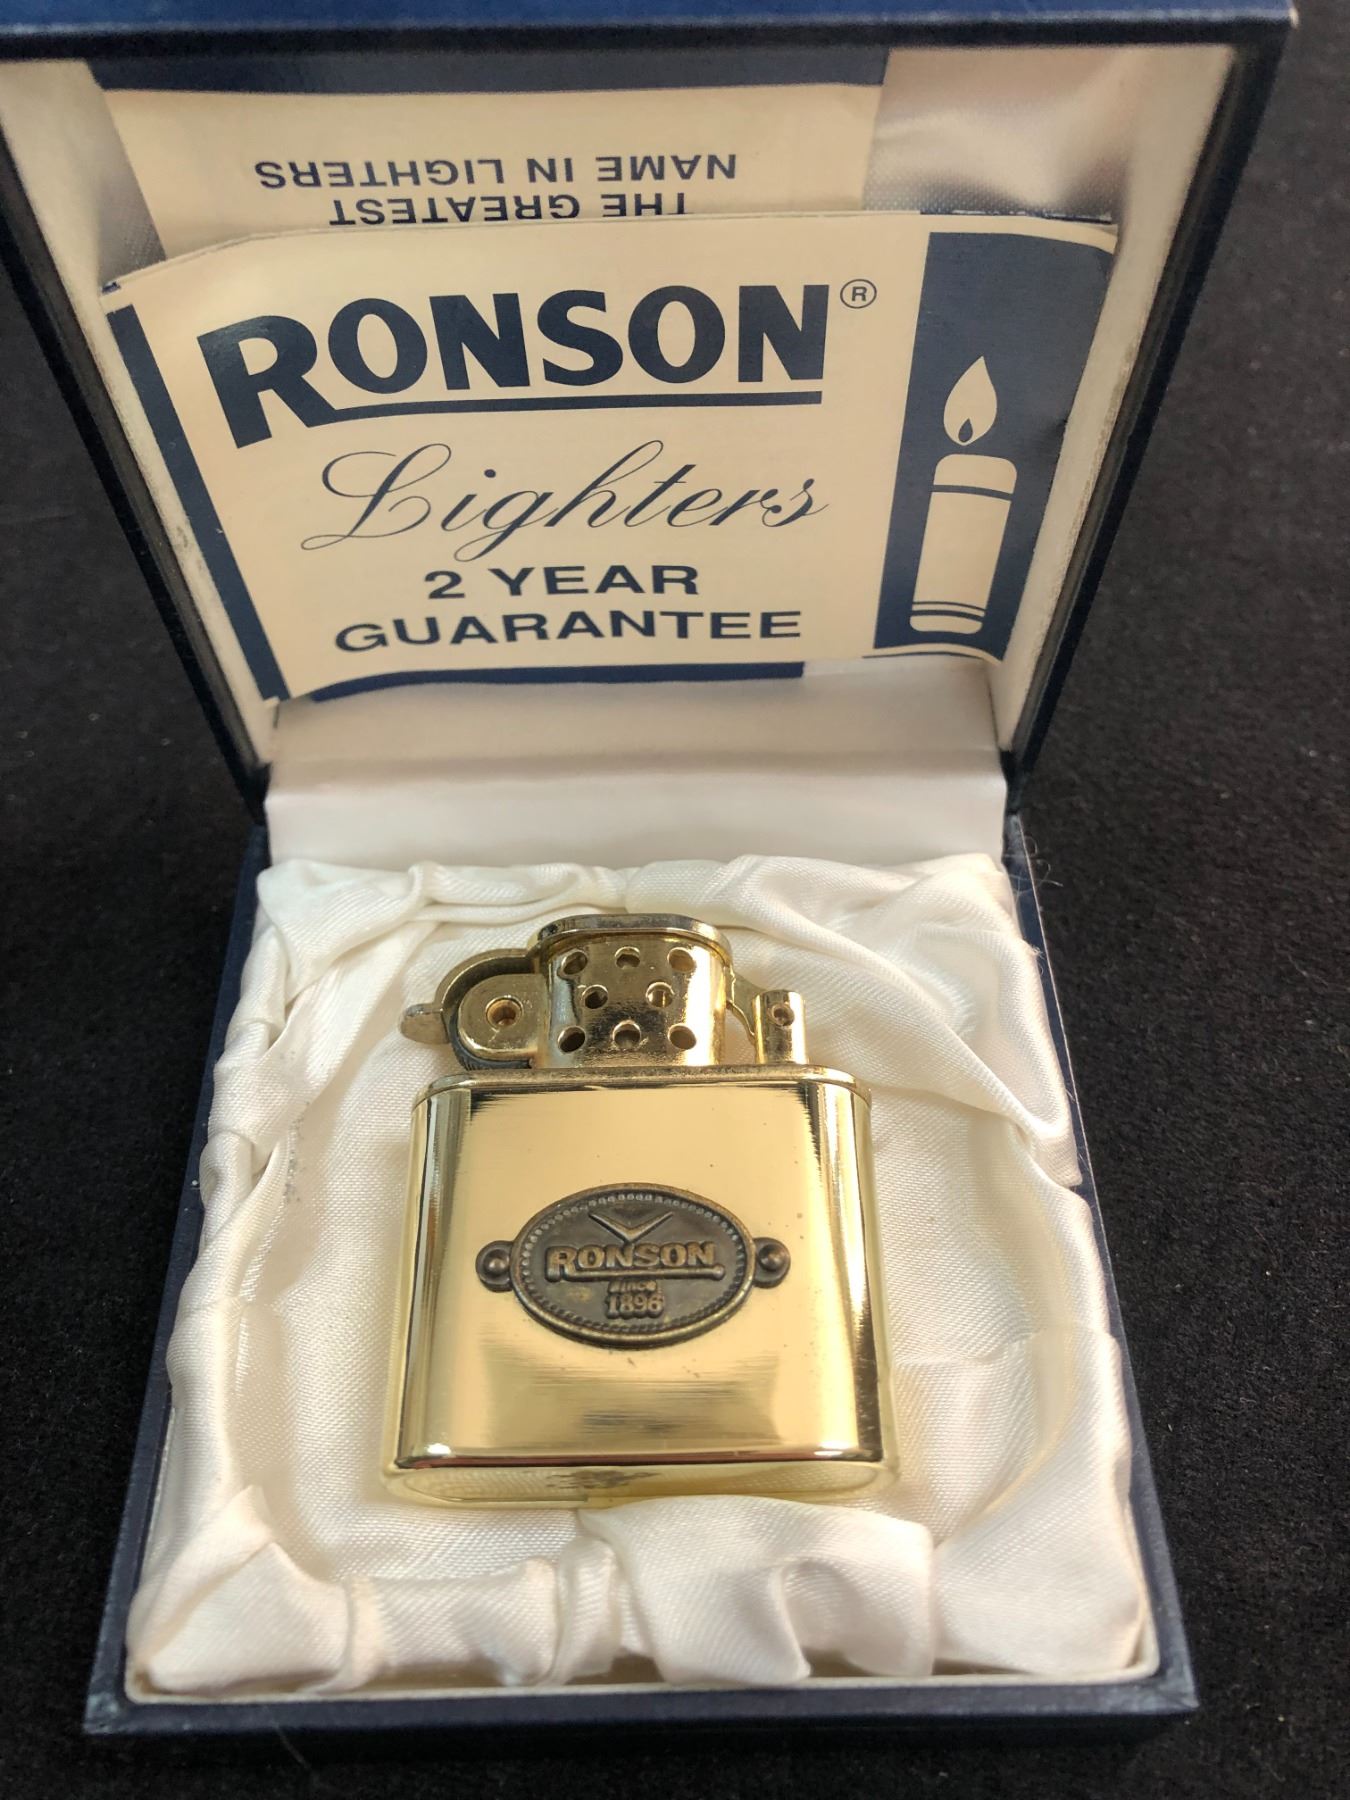 THE GREATEST
NAME IN LIGHTERS
RONSON®
Lighters
2 YEAR
GUARANTEE
RONSON
Since
1896